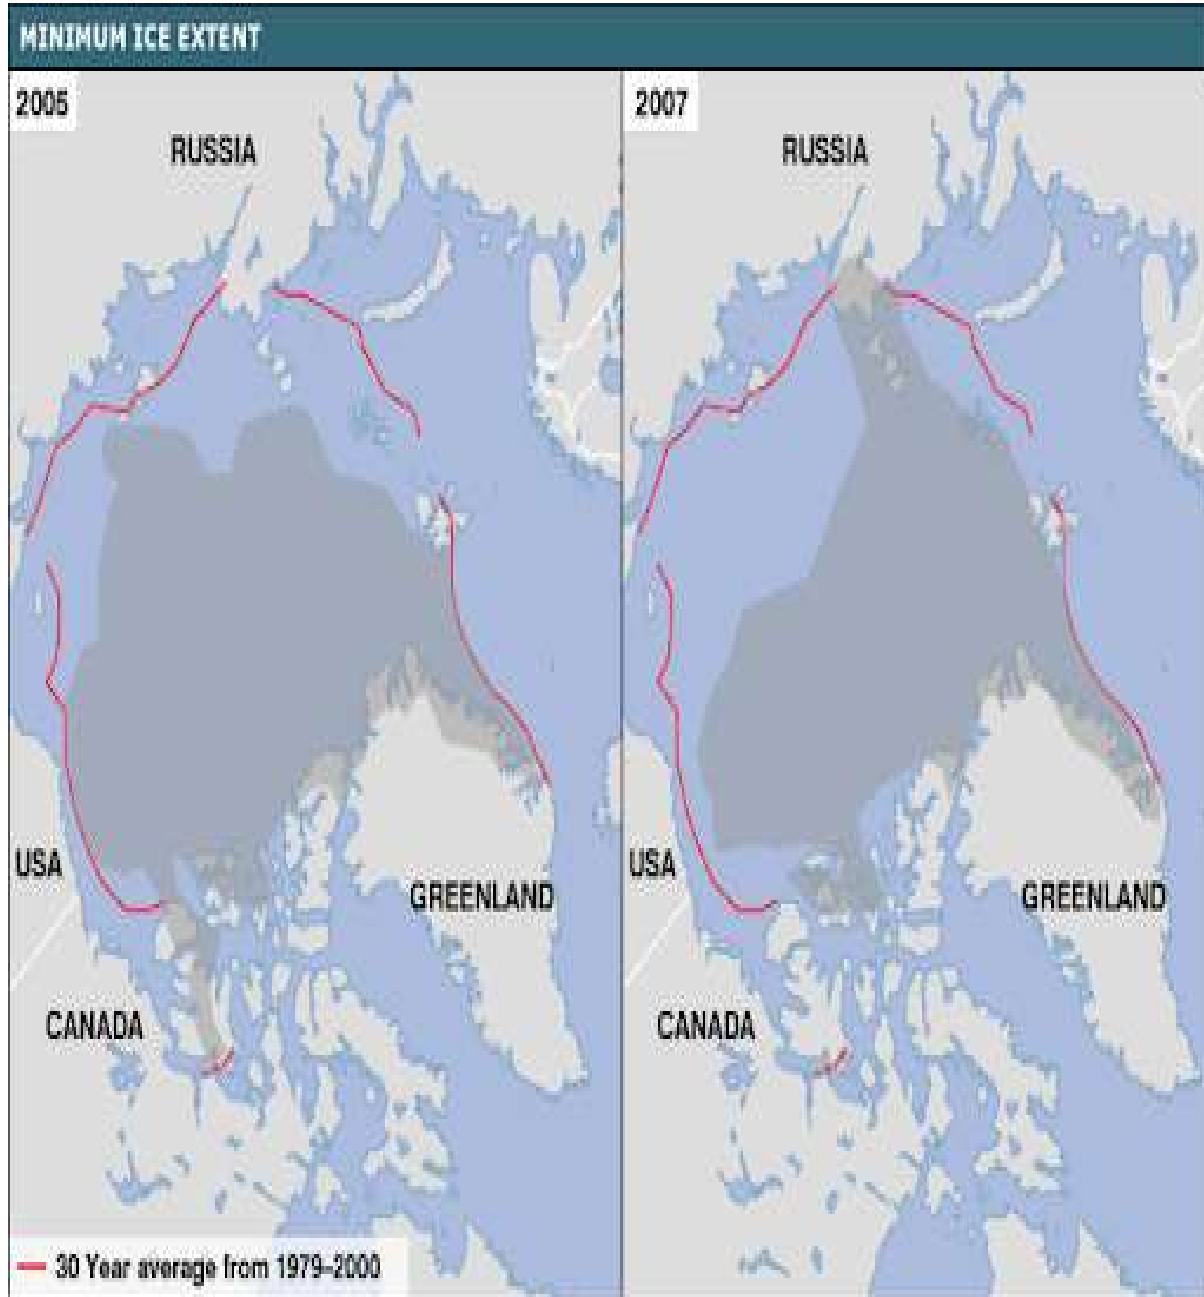 MINIMUM ICE EXTENT
2005
RUSSIA
USA
GREENLAND
CANADA
30 Year average from 1979-2000
2007
RUSSIA
USA
GREENLAND
CANADA